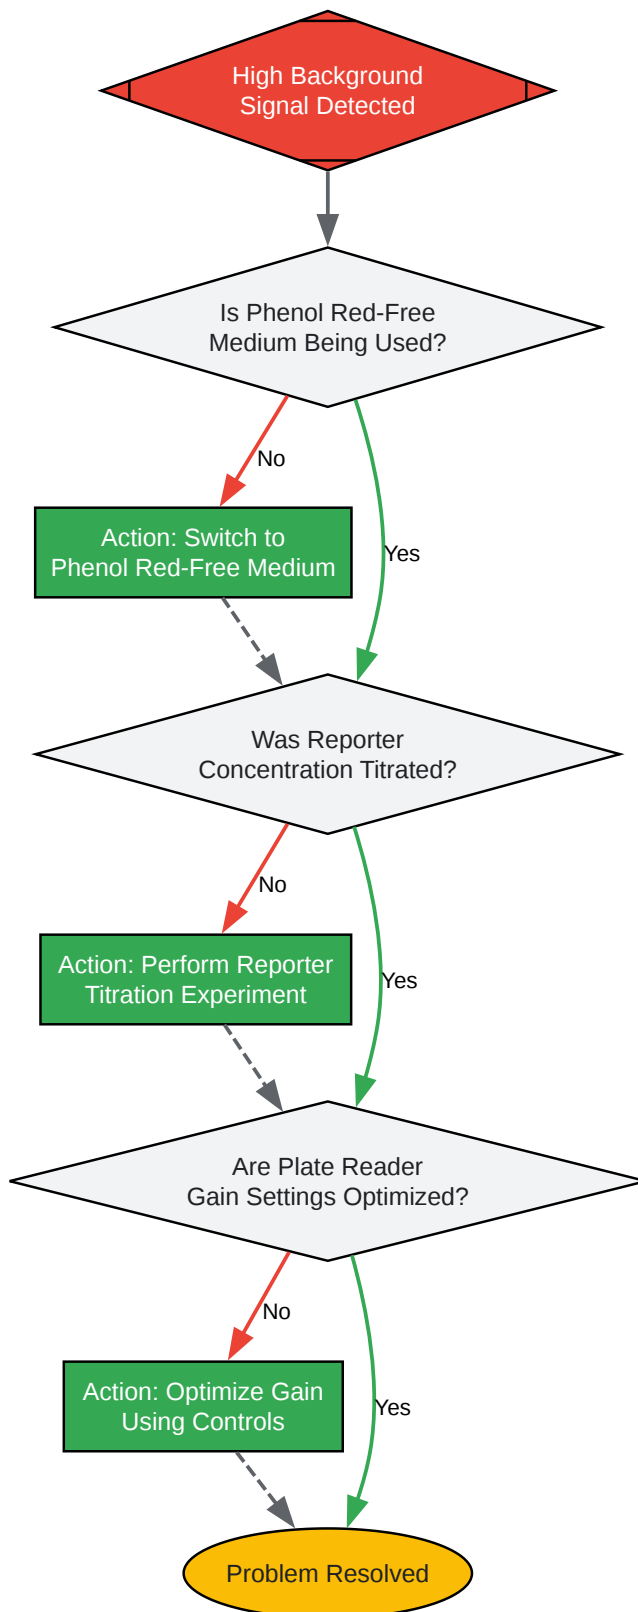 High Background
Signal Detected
Is Phenol Red-Free
Medium Being Used?
No
Action: Switch to
Phenol Red-Free Medium
Yes
Was Reporter
Concentration Titrated?
No
Action: Perform Reporter
Titration Experiment
Yes
Are Plate Reader
Gain Settings Optimized?
No
Action: Optimize Gain
Using Controls
Yes
Problem Resolved